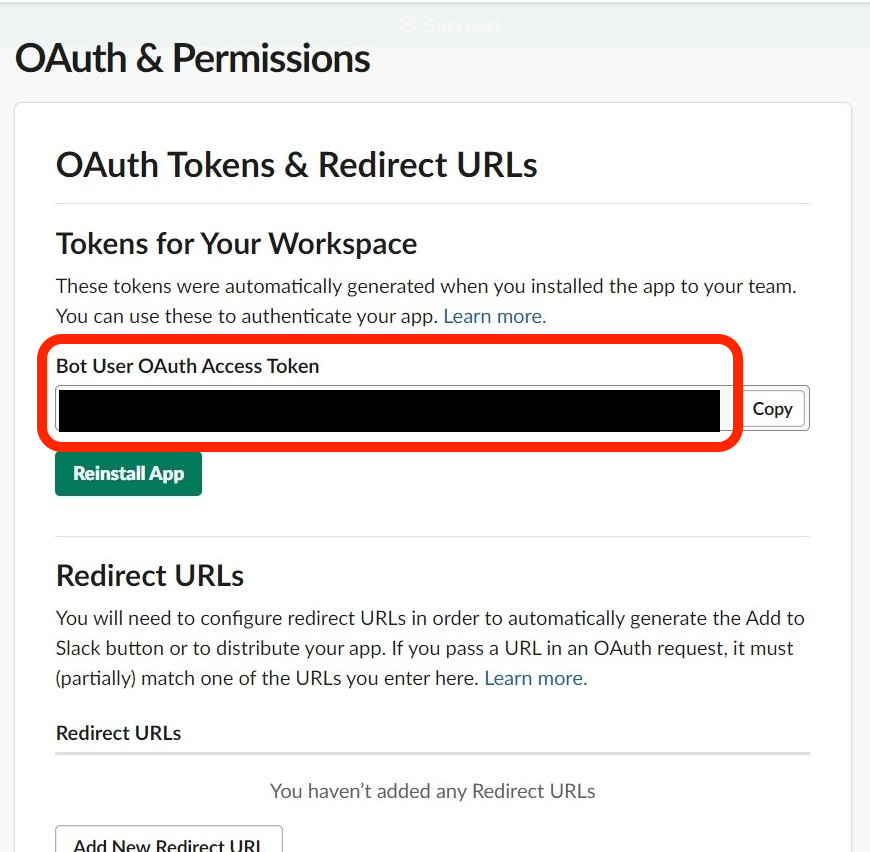 Success!
OAuth & Permissions
OAuth Tokens & Redirect URLs
Tokens for Your Workspace
These tokens were automatically generated when you installed the app to your team.
You can use these to authenticate your app. Learn more.
Bot User OAuth Access Token
Copy
Reinstall App
Redirect URLs
You will need to configure redirect URLs in order to automatically generate the Add to
Slack button or to distribute your app. If you pass a URL in an OAuth request, it must
(partially) match one of the URLs you enter here. Learn more.
Redirect URLs
You haven’t added any Redirect URLs
Add New Redirect URL